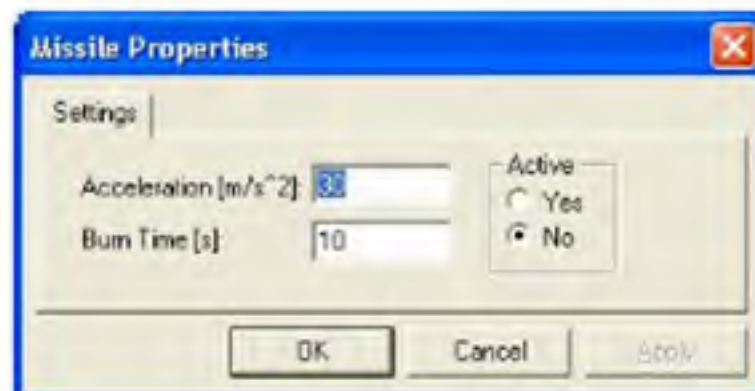 Missile Properties
Settings
Acceleration [m/s^2]: 30
Burn Time [s]: 10
Active
Yes
No
OK
Cancel
Apply